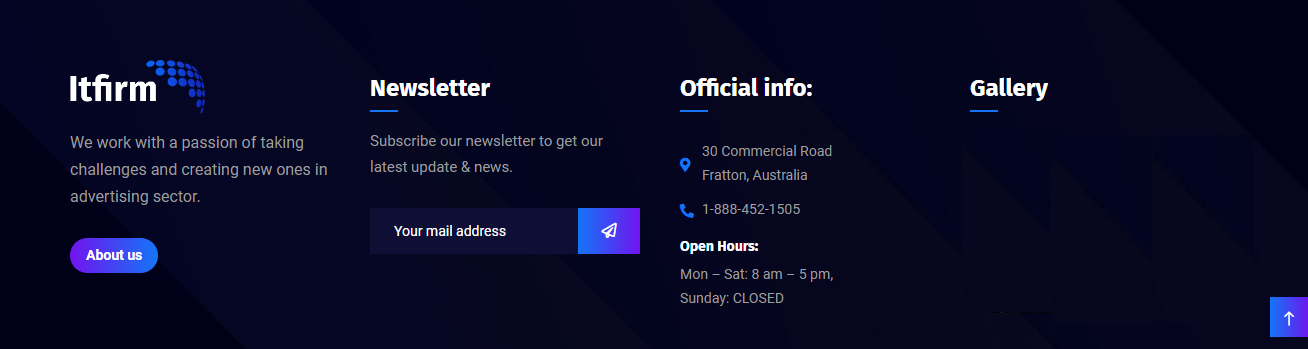 Itfirm
We work with a passion of taking
challenges and creating new ones in
advertising sector.
About us
Newsletter
Subscribe our newsletter to get our
latest update & news.
Your mail address
Official info:
30 Commercial Road
Fratton, Australia
1-888-452-1505
Open Hours:
Mon – Sat: 8 am – 5 pm,
Sunday: CLOSED
Gallery